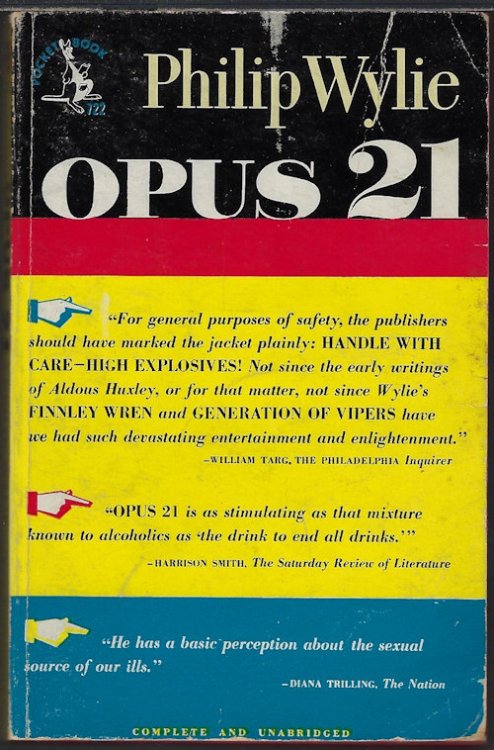 POCKET BOOK
722
Philip Wylie
OPUS 21
“For general purposes of safety, the publishers
should have marked the jacket plainly: HANDLE WITH
CARE—HIGH EXPLOSIVES! Not since the early writings
of Aldous Huxley, or for that matter, not since Wylie’s
FINNLEY WREN and GENERATION OF VIPERS have
we had such devastating entertainment and enlightenment.”
—WILLIAM TARG, THE PHILADELPHIA Inquirer
“OPUS 21 is as stimulating as that mixture
known to alcoholics as ‘the drink to end all drinks.’”
—HARRISON SMITH, The Saturday Review of Literature
“He has a basic perception about the sexual
source of our ills.”
—DIANA TRILLING, The Nation
COMPLETE AND UNABRIDGED